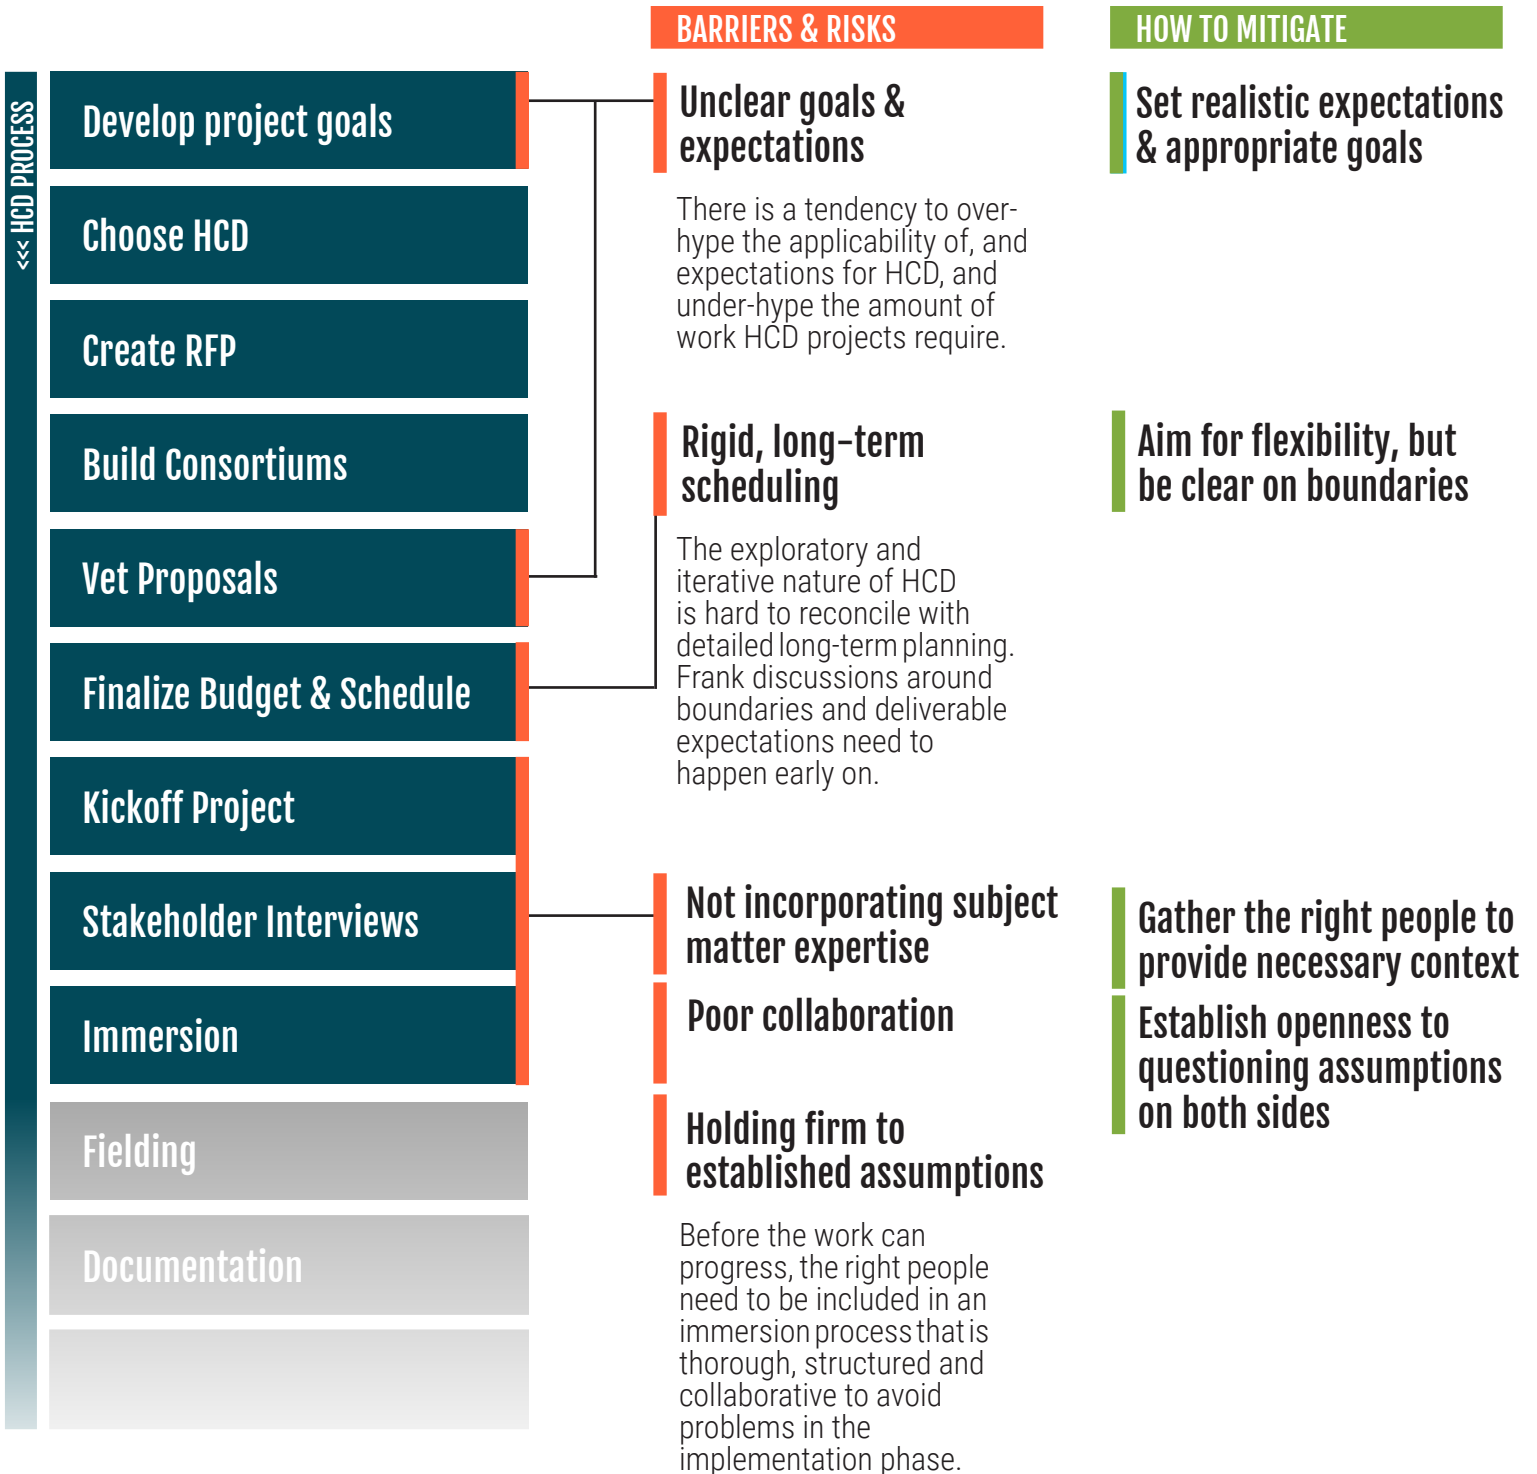 <<< HCD PROCESS
Develop project goals
Choose HCD
Create RFP
Build Consortiums
Vet Proposals
Finalize Budget & Schedule
Kickoff Project
Stakeholder Interviews
Immersion
Fielding
Documentation
BARRIERS & RISKS
Unclear goals &
expectations
There is a tendency to over-
hype the applicability of, and
expectations for HCD, and
under-hype the amount of
work HCD projects require.
Rigid, long-term
scheduling
The exploratory and
iterative nature of HCD
is hard to reconcile with
detailed long-term planning.
Frank discussions around
boundaries and deliverable
expectations need to
happen early on.
Not incorporating subject
matter expertise
Poor collaboration
Holding firm to
established assumptions
Before the work can
progress, the right people
need to be included in an
immersion process that is
thorough, structured and
collaborative to avoid
problems in the
implementation phase.
HOW TO MITIGATE
Set realistic expectations
& appropriate goals
Aim for flexibility, but
be clear on boundaries
Gather the right people to
provide necessary context
Establish openness to
questioning assumptions
on both sides